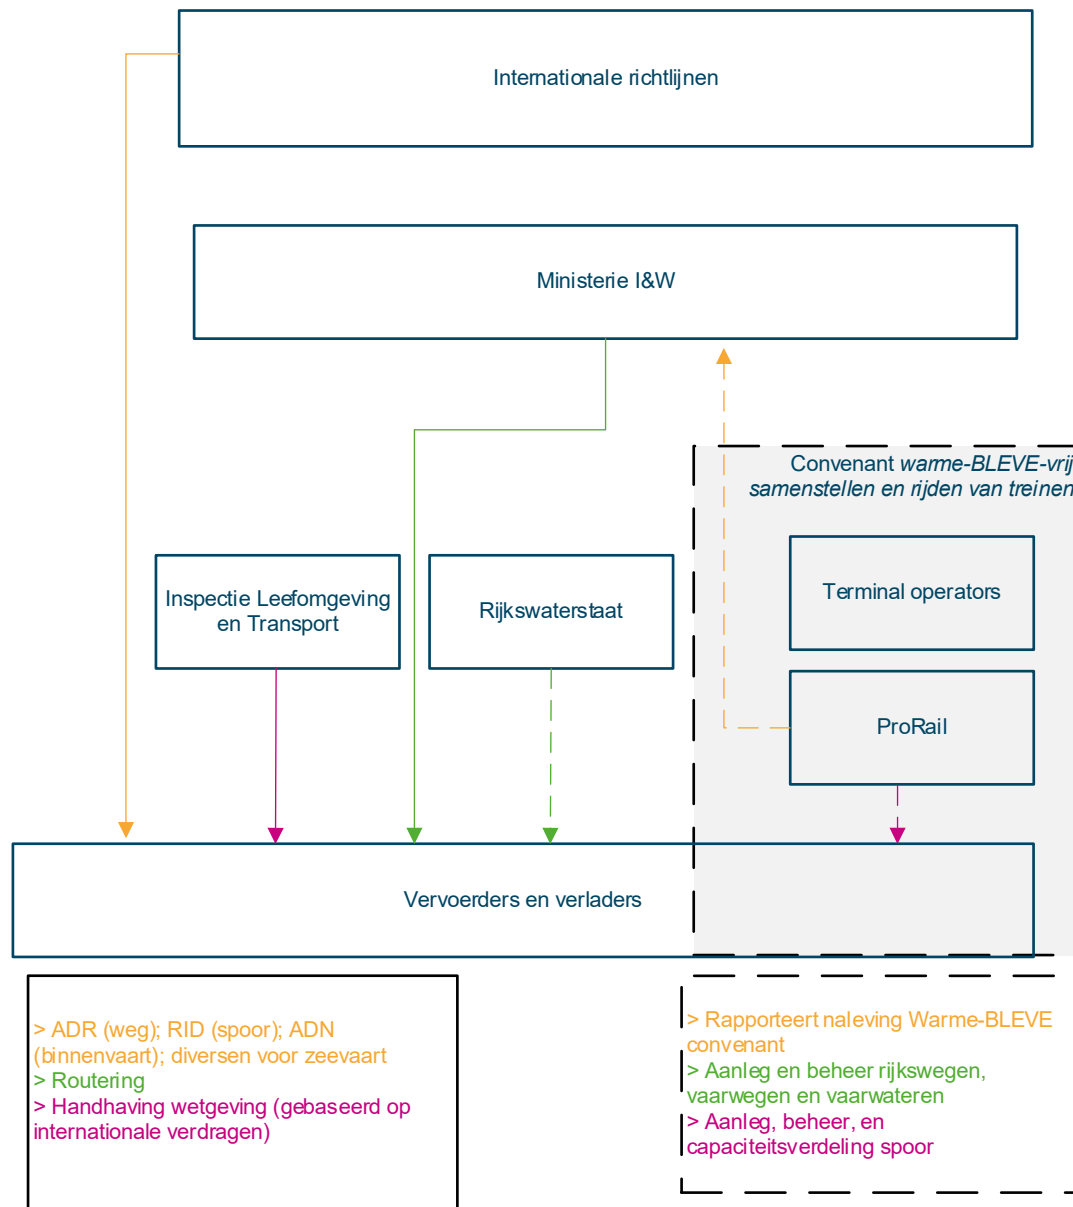 Internationale richtlijnen
Ministerie I&W
Convenant warme-BLEVE-vrij
samenstellen en rijden van treinen
Terminal operators
Inspectie Leefomgeving
en Transport
Rijkswaterstaat
ProRail
Vervoerders en verladers
> ADR (weg); RID (spoor); ADN
(binnenvaart); diversen voor zeevaart
> Routering
> Handhaving wetgeving (gebaseerd op
internationale verdragen)
> Rapporteert naleving Warme-BLEVE
convenant
> Aanleg en beheer rijkswegen,
vaarwegen en vaarwateren
> Aanleg, beheer, en
capaciteitsverdeling spoor